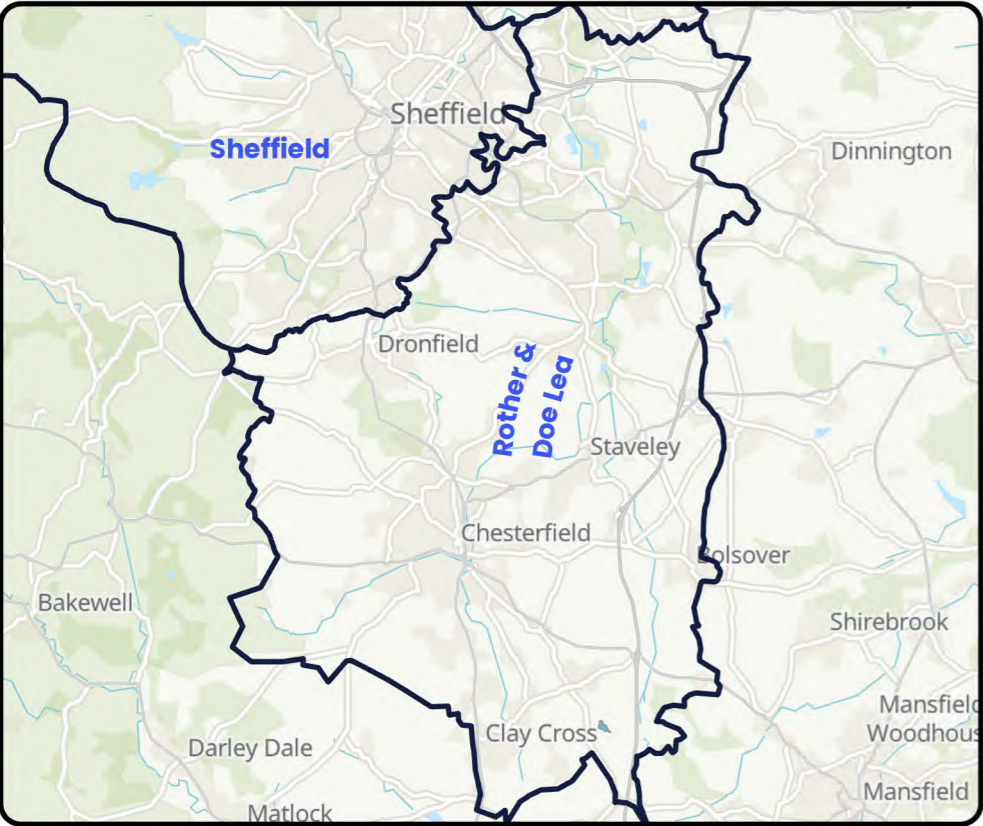 Sheffield
Sheffield
Dinnington
Dronfield
Rother &
Doe Lea
Staveley
Chesterfield
Bolsover
Bakewell
Shirebrook
Mansfield
Woodhous
Clay Cross
Darley Dale
Mansfield
Matlock